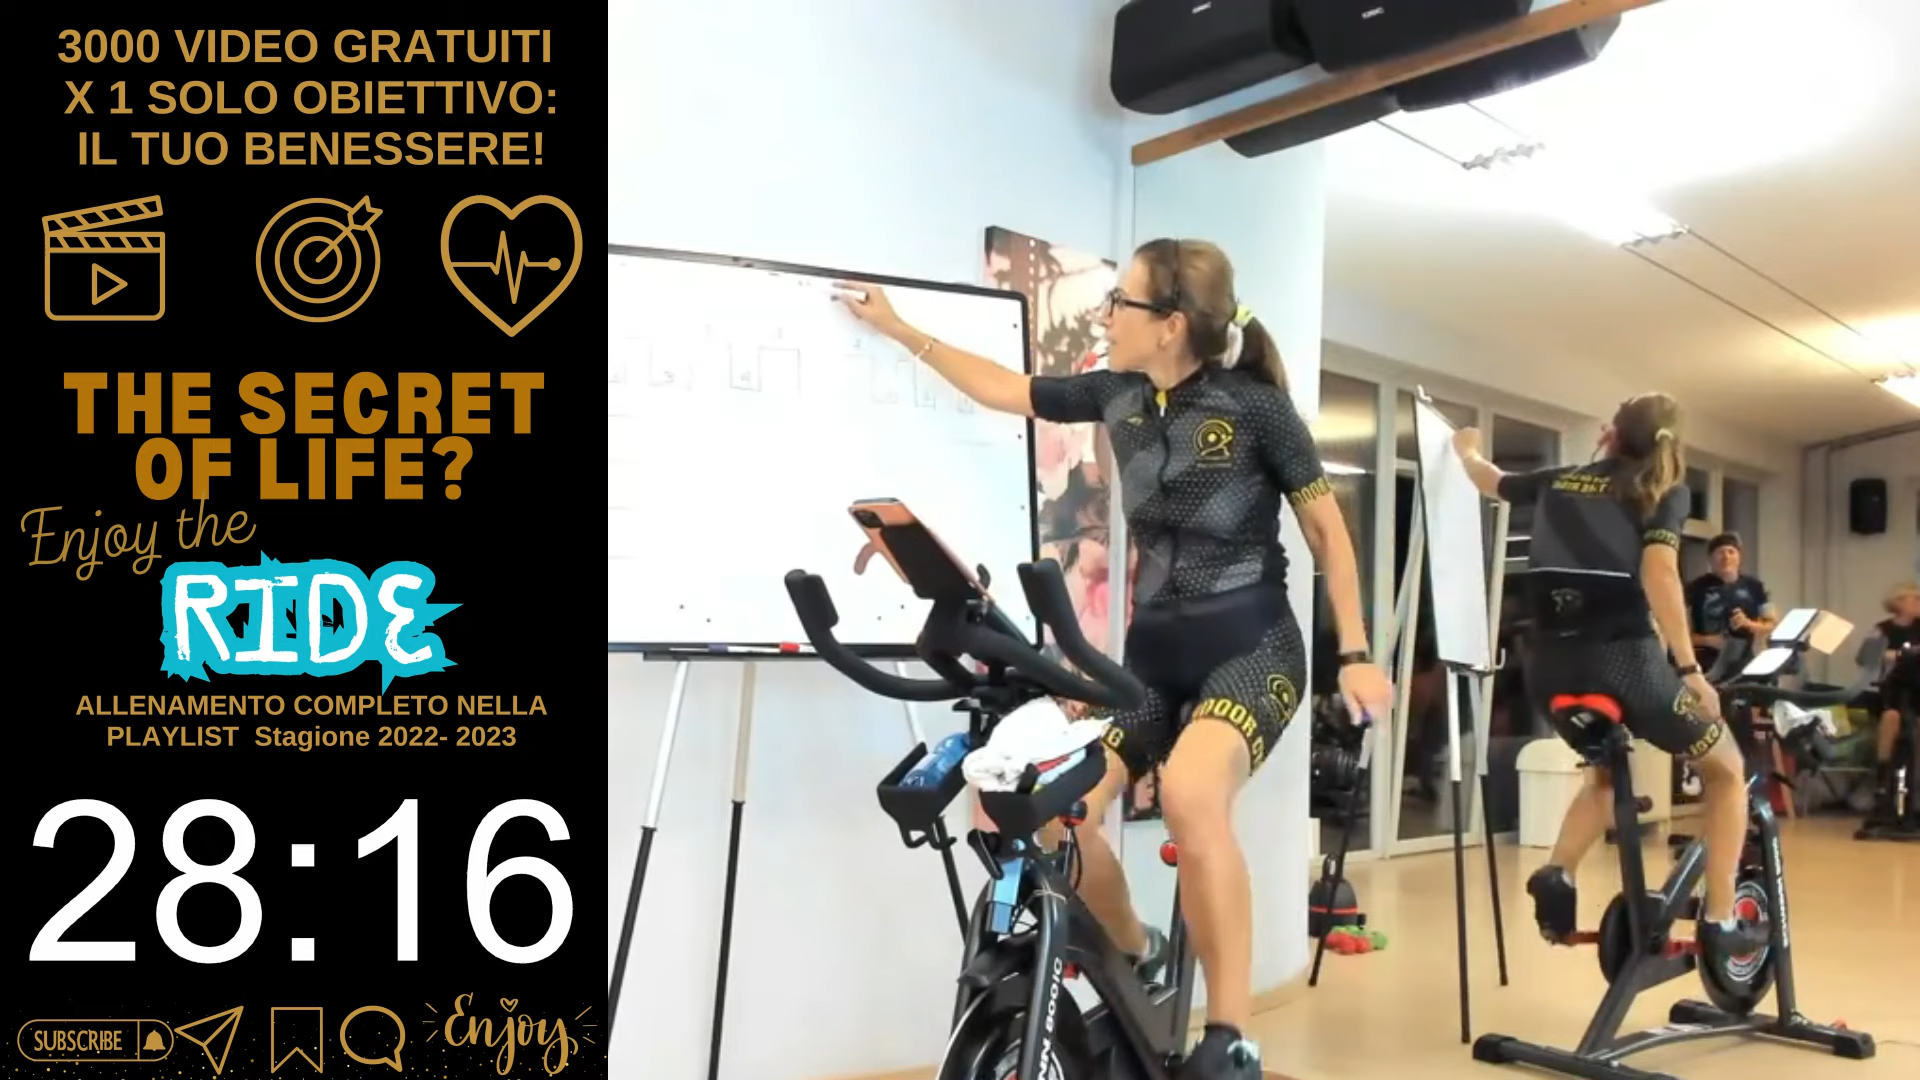 3000 VIDEO GRATUITI
X 1 SOLO OBIETTIVO:
IL TUO BENESSERE!
THE SECRET
OF LIFE?
Enjoy the
RIDE
ALLENAMENTO COMPLETO NELLA
PLAYLIST Stagione 2022- 2023
28:16
SUBSCRIBE
Enjoy